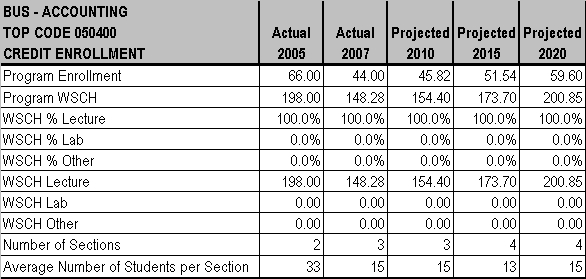 BUS - ACCOUNTING
TOP CODE 050400 Actual Actual Projected Projected Projected
CREDIT ENROLLMENT 2005 2007 2010 2015 2020
Program Enrollment 66.00 44.00 45.82 51.54 59.60
Program WSCH 198.00 148.28 154.40 173.70 200.85
WSCH % Lecture 100.0% 100.0% 100.0% 100.0% 100.0%
WSCH % Lab 0.0% 0.0% 0.0% 0.0% 0.0%
WSCH % Other 0.0% 0.0% 0.0% 0.0% 0.0%
WSCH Lecture 198.00 148.28 154.40 173.70 200.85
WSCH Lab 0.00 0.00 0.00 0.00 0.00
WSCH Other 0.00 0.00 0.00 0.00 0.00
Number of Sections 2 3 3 4 4
Average Number of Students per Section 33 15 15 13 15